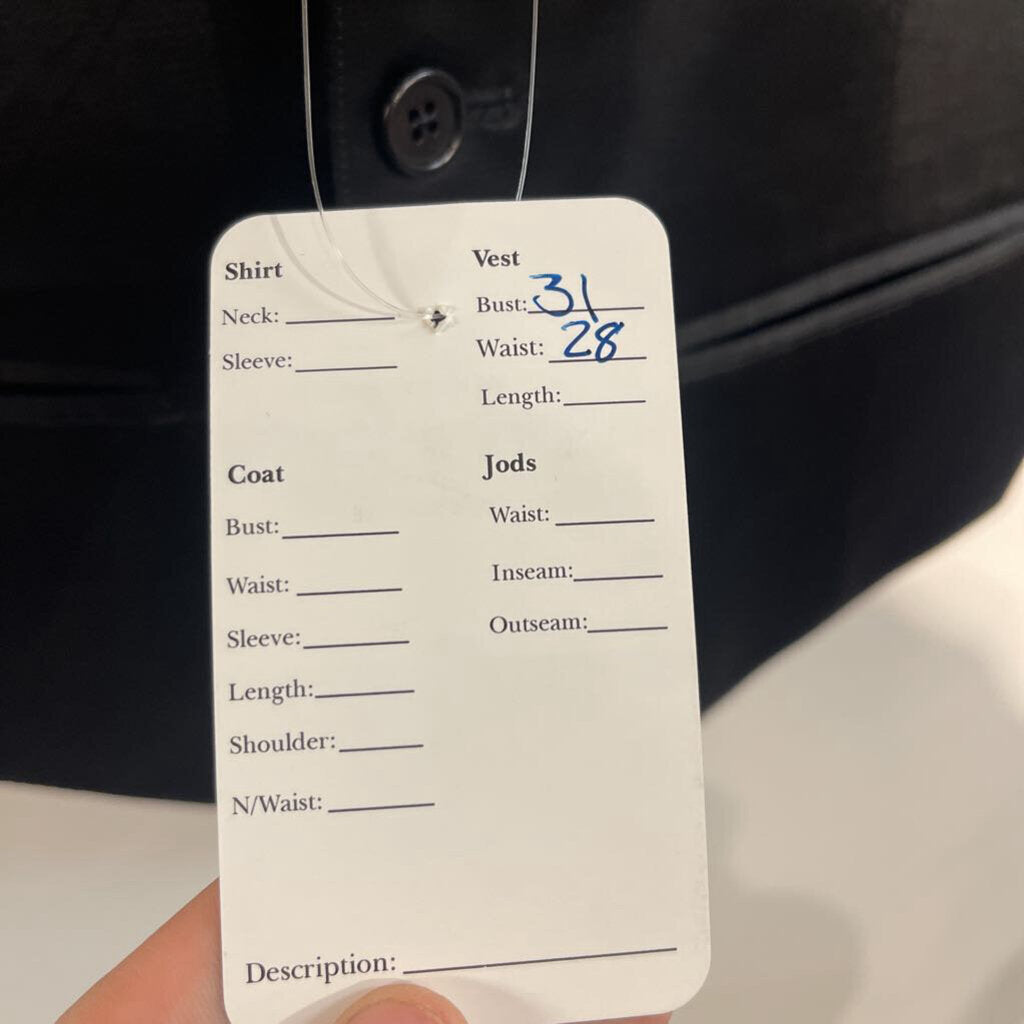 Shirt
Neck:
Sleeve:
Vest
Bust: 31
Waist: 28
Length:
Coat
Bust:
Waist:
Sleeve:
Length:
Shoulder:
N/Waist:
Jods
Waist:
Inseam:
Outseam:
Description: